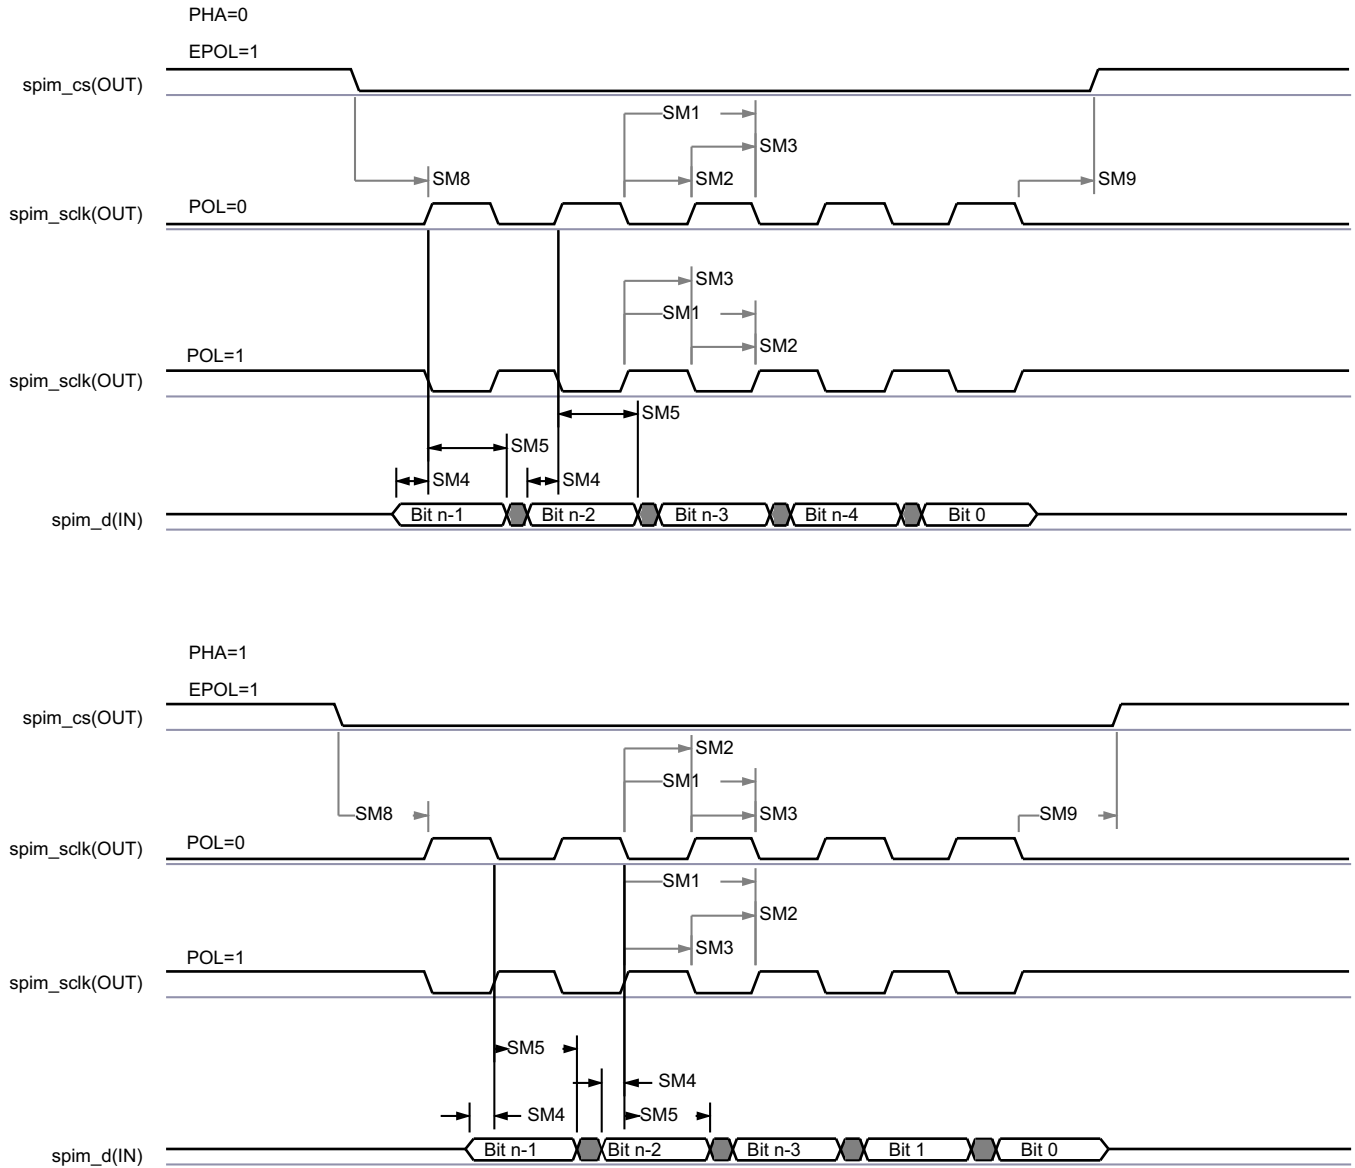 PHA=0
EPOL=1
spim_cs(OUT)
SM1
SM3
SM8
SM2
SM9
POL=0
spim_sclk(OUT)
SM3
SM1
SM2
POL=1
spim_sclk(OUT)
SM5
SM5
SM4
SM4
spim_d(IN)
Bit n-1
Bit n-2
Bit n-3
Bit n-4
Bit 0
PHA=1
EPOL=1
spim_cs(OUT)
SM2
SM1
SM8
SM3
SM9
POL=0
spim_sclk(OUT)
SM1
SM2
SM3
POL=1
spim_sclk(OUT)
SM5
SM4
SM4
SM5
spim_d(IN)
Bit n-1
Bit n-2
Bit n-3
Bit 1
Bit 0